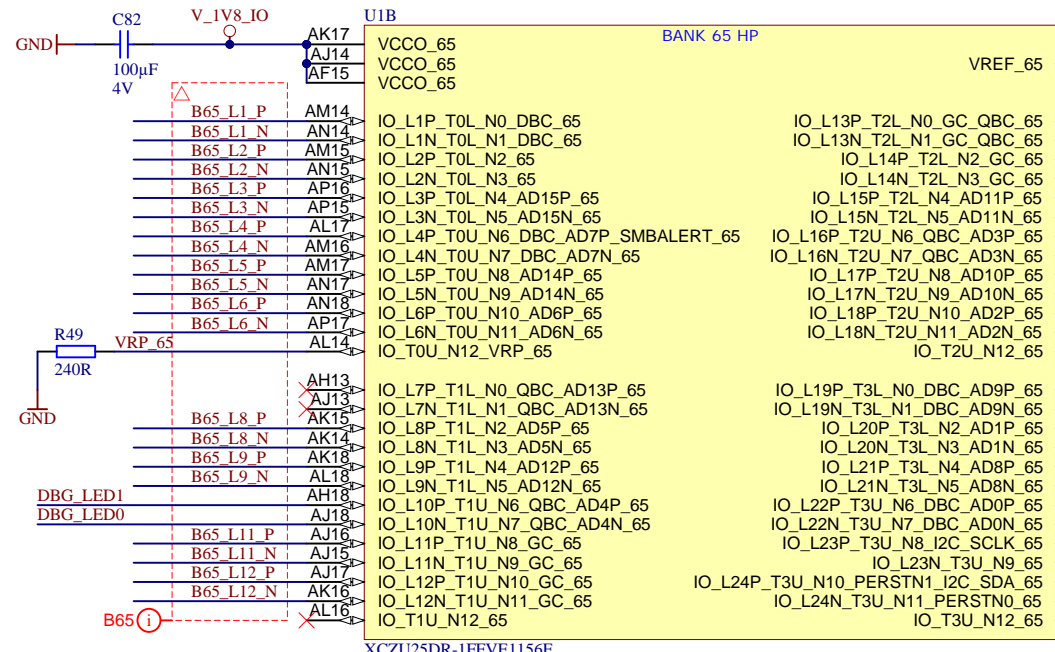 C82
V_1V8_IO
GND
100µF
4V
U1B
BANK 65 HP
AK17 VCCO_65
AJ14 VCCO_65 VREF_65
AF15 VCCO_65
B65_L1_P AM14 IO_L1P_T0L_N0_DBC_65 IO_L13P_T2L_N0_GC_QBC_65
B65_L1_N AN14 IO_L1N_T0L_N1_DBC_65 IO_L13N_T2L_N1_GC_QBC_65
B65_L2_P AM15 IO_L2P_T0L_N2_65 IO_L14P_T2L_N2_GC_65
B65_L2_N AN15 IO_L2N_T0L_N3_65 IO_L14N_T2L_N3_GC_65
B65_L3_P AP16 IO_L3P_T0L_N4_AD15P_65 IO_L15P_T2L_N4_AD11P_65
B65_L3_N AP15 IO_L3N_T0L_N5_AD15N_65 IO_L15N_T2L_N5_AD11N_65
B65_L4_P AL17 IO_L4P_T0U_N6_DBC_AD7P_SMBALERT_65 IO_L16P_T2U_N6_QBC_AD3P_65
B65_L4_N AM16 IO_L4N_T0U_N7_DBC_AD7N_65 IO_L16N_T2U_N7_QBC_AD3N_65
B65_L5_P AM17 IO_L5P_T0U_N8_AD14P_65 IO_L17P_T2U_N8_AD10P_65
B65_L5_N AN17 IO_L5N_T0U_N9_AD14N_65 IO_L17N_T2U_N9_AD10N_65
B65_L6_P AN18 IO_L6P_T0U_N10_AD6P_65 IO_L18P_T2U_N10_AD2P_65
B65_L6_N AP17 IO_L6N_T0U_N11_AD6N_65 IO_L18N_T2U_N11_AD2N_65
R49
240R
GND
VRP_65 AL14 IO_T0U_N12_VRP_65 IO_T2U_N12_65
AH13 IO_L7P_T1L_N0_QBC_AD13P_65 IO_L19P_T3L_N0_DBC_AD9P_65
AJ13 IO_L7N_T1L_N1_QBC_AD13N_65 IO_L19N_T3L_N1_DBC_AD9N_65
B65_L8_P AK15 IO_L8P_T1L_N2_AD5P_65 IO_L20P_T3L_N2_AD1P_65
B65_L8_N AK14 IO_L8N_T1L_N3_AD5N_65 IO_L20N_T3L_N3_AD1N_65
B65_L9_P AK18 IO_L9P_T1L_N4_AD12P_65 IO_L21P_T3L_N4_AD8P_65
B65_L9_N AL18 IO_L9N_T1L_N5_AD12N_65 IO_L21N_T3L_N5_AD8N_65
DBG_LED1 AH18 IO_L10P_T1U_N6_QBC_AD4P_65 IO_L22P_T3U_N6_DBC_AD0P_65
DBG_LED0 AJ18 IO_L10N_T1U_N7_QBC_AD4N_65 IO_L22N_T3U_N7_DBC_AD0N_65
B65_L11_P AJ16 IO_L11P_T1U_N8_GC_65 IO_L23P_T3U_N8_I2C_SCLK_65
B65_L11_N AJ15 IO_L11N_T1U_N9_GC_65 IO_L23N_T3U_N9_65
B65_L12_P AJ17 IO_L12P_T1U_N10_GC_65 IO_L24P_T3U_N10_PERSTN1_I2C_SDA_65
B65_L12_N AK16 IO_L12N_T1U_N11_GC_65 IO_L24N_T3U_N11_PERSTN0_65
B65 i AL16 IO_T1U_N12_65 IO_T3U_N12_65
XCZU25DR-1FFVE1156E